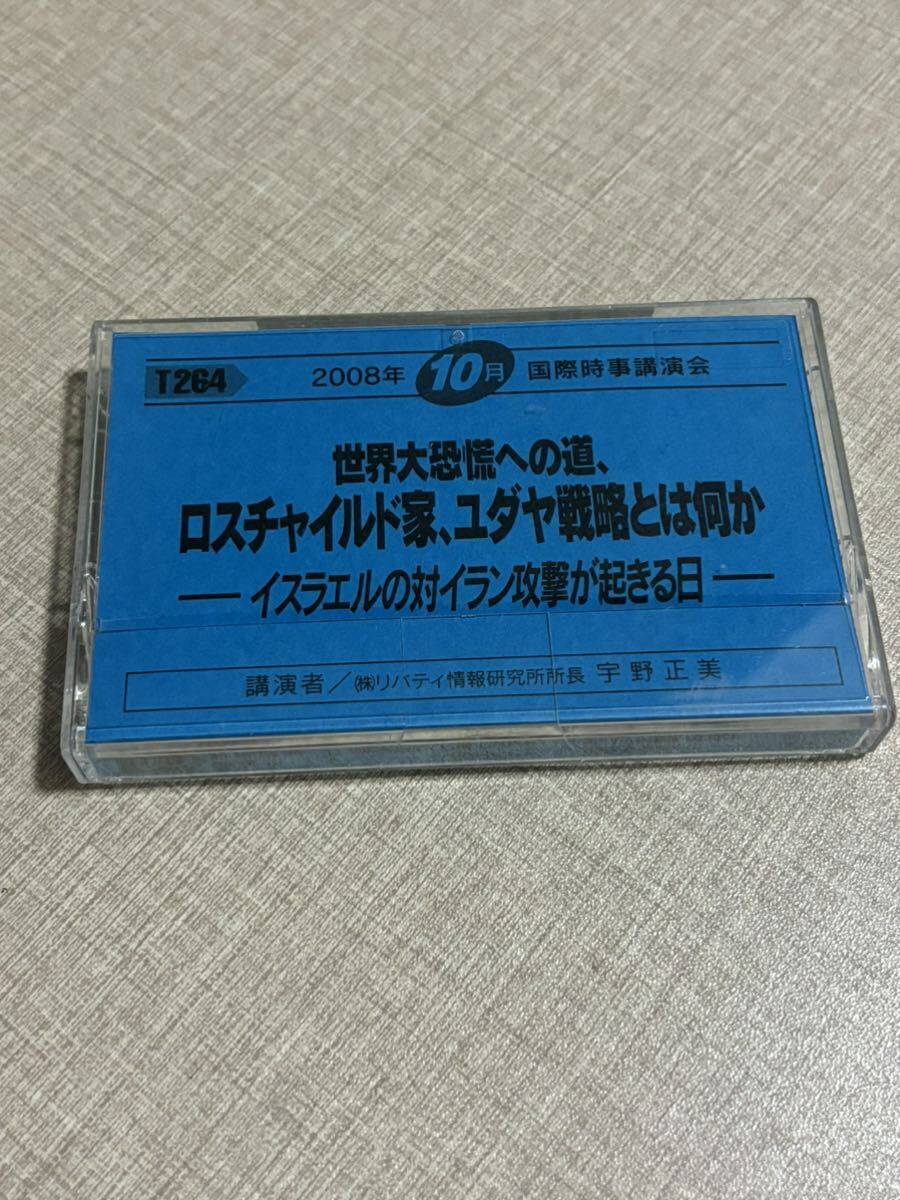 T264 2008年 10月 国際時事講演会
世界大恐慌への道、
ロスチャイルド家、ユダヤ戦略とは何か
──イスラエルの対イラン攻撃が起きる日──
講演者/㈱リバティ情報研究所所長 宇野正美